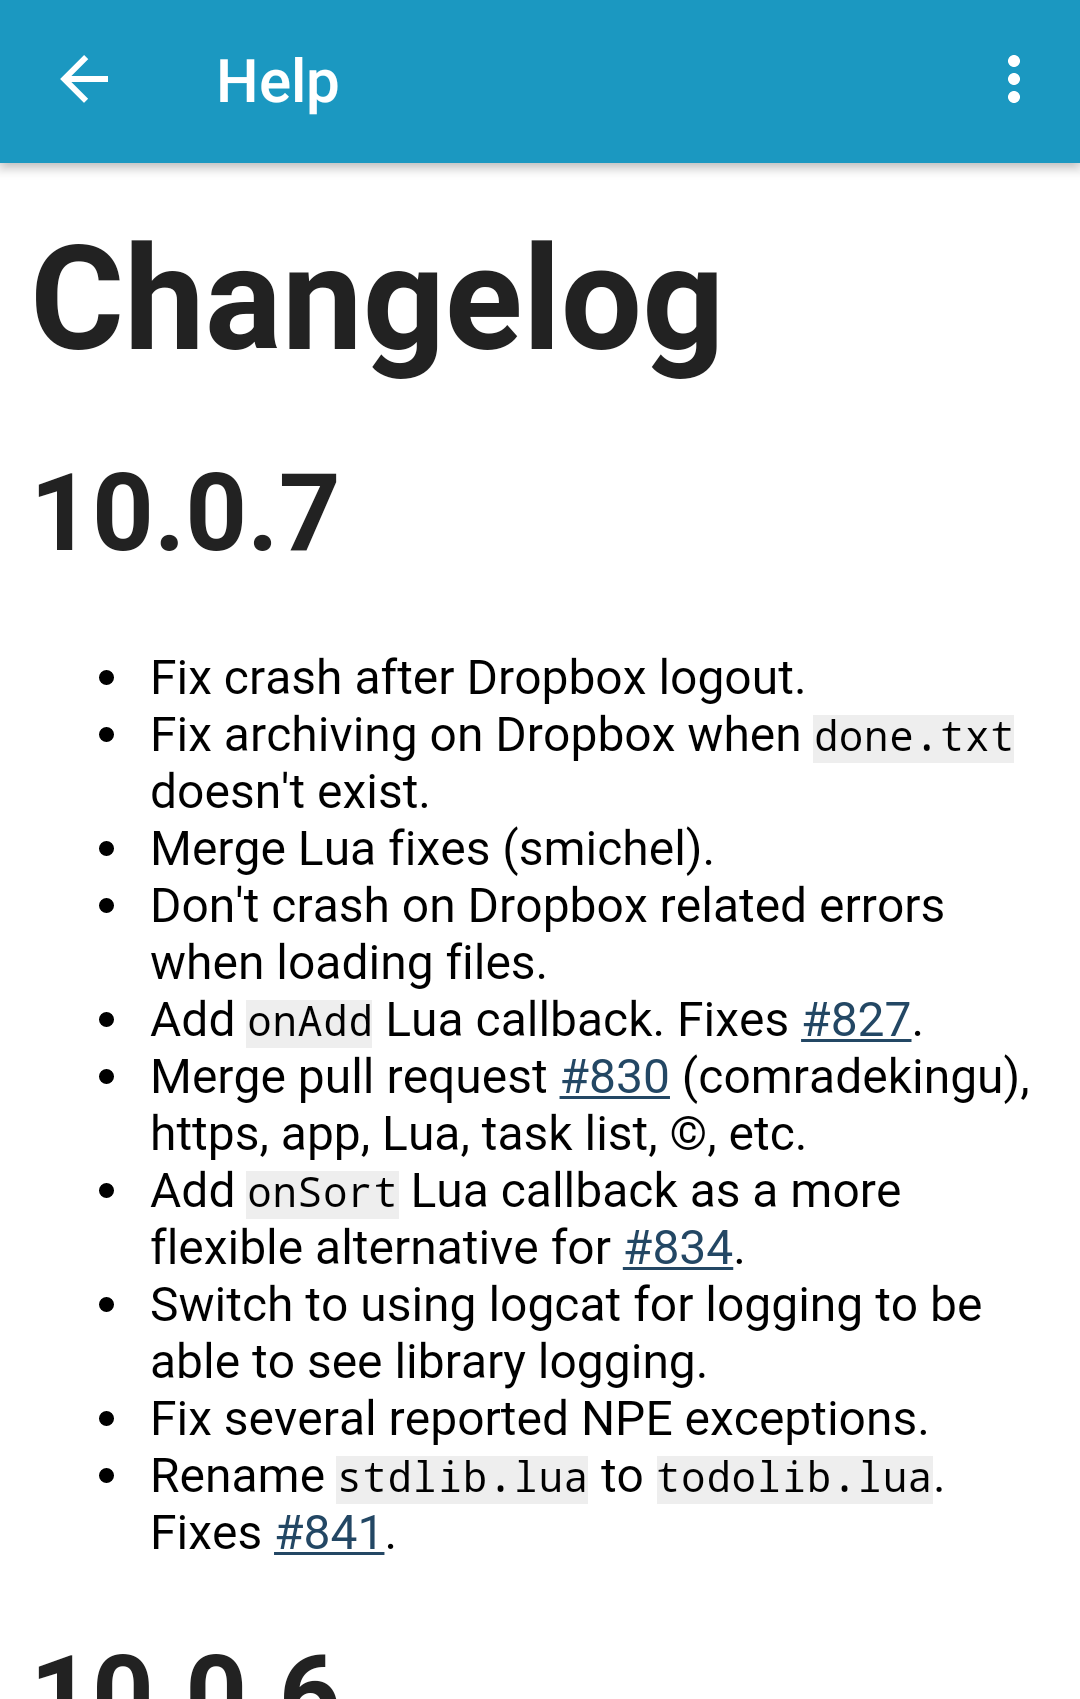 Help
Changelog
10.0.7
• Fix crash after Dropbox logout.
• Fix archiving on Dropbox when done.txt
doesn't exist.
• Merge Lua fixes (smichel).
• Don't crash on Dropbox related errors
when loading files.
• Add onAdd Lua callback. Fixes #827.
• Merge pull request #830 (comradekingu),
https, app, Lua, task list, ©, etc.
• Add onSort Lua callback as a more
flexible alternative for #834.
• Switch to using logcat for logging to be
able to see library logging.
• Fix several reported NPE exceptions.
• Rename stdlib.lua to todolib.lua.
Fixes #841.
10.0.6